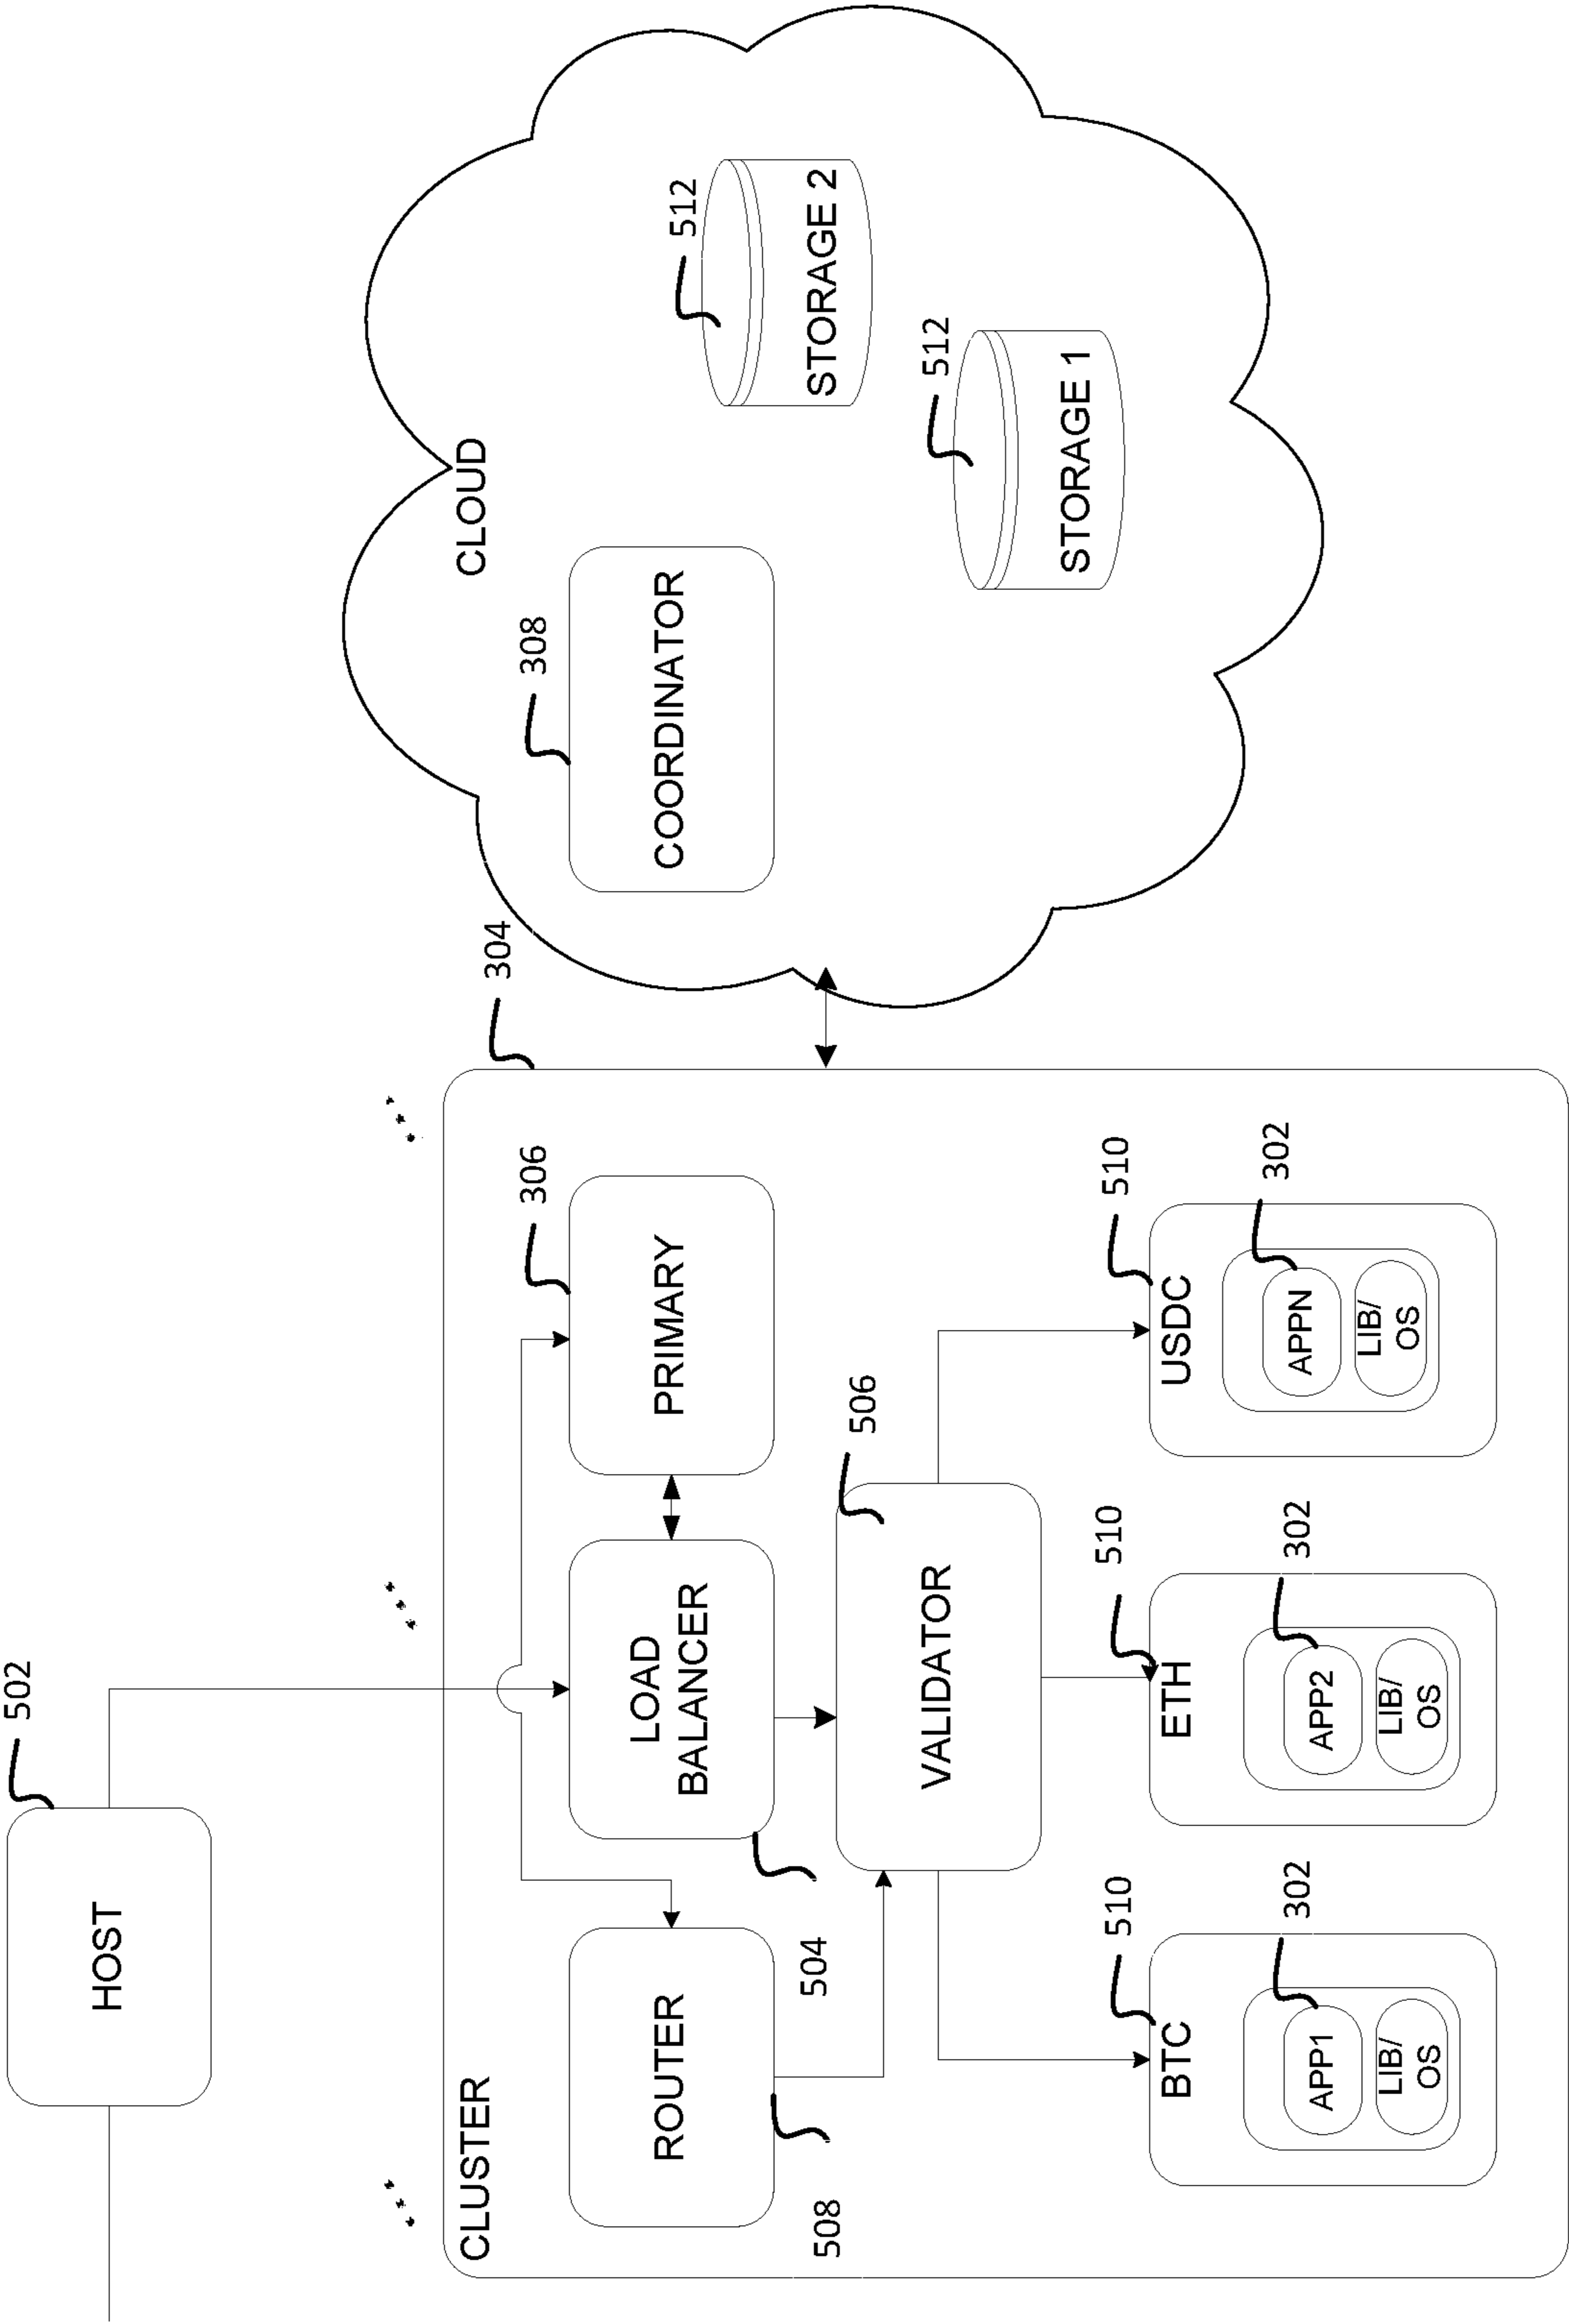 502
HOST
CLUSTER
304
CLOUD
306
308
ROUTER
LOAD
BALANCER
PRIMARY
COORDINATOR
512
STORAGE 2
508
504
506
VALIDATOR
512
STORAGE 1
510
510
510
BTC
ETH
USDC
302
302
302
APP1
LIB/
OS
APP2
LIB/
OS
APPN
LIB/
OS